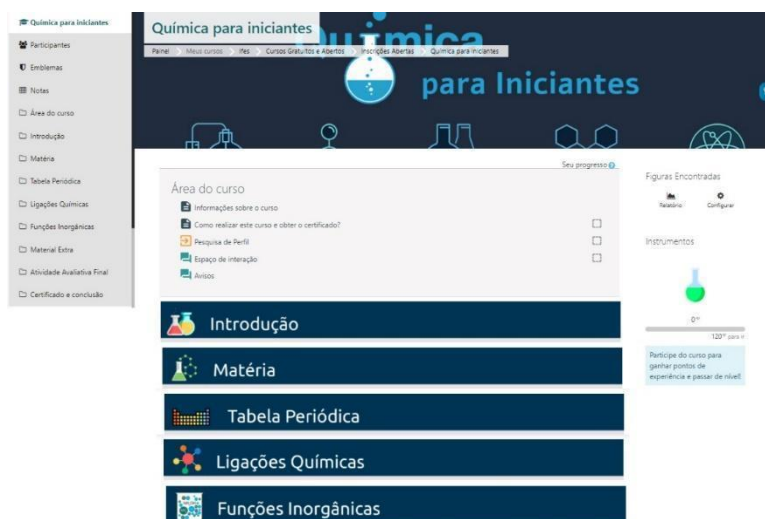 Química para iniciantes
Participantes
Emblemas
Notas
Área do curso
Introdução
Matéria
Tabela Periódica
Ligações Químicas
Funções Inorgânicas
Material Extra
Atividade Avaliativa Final
Certificado e conclusão
Química para iniciantes
Painel Meus cursos Ifes Cursos Gratuitos e Abertos Inscrições Abertas Química para iniciantes
Química
para Iniciantes
Seu progresso
Área do curso
Informações sobre o curso
Como realizar este curso e obter o certificado?
Pesquisa de Perfil
Espaço de interação
Avisos
Introdução
Matéria
Tabela Periódica
Ligações Químicas
Funções Inorgânicas
Figuras Encontradas
Relatório Configurar
Instrumentos
0
120 para ir
Participe do curso para
ganhar pontos de
experiência e passar de nível!